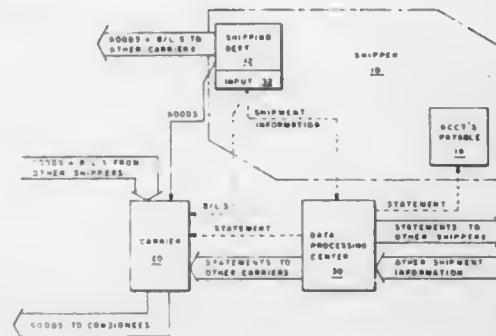 GOODS + B/L'S TO
OTHER CARRIERS
SHIPPING
DEPT
12
INPUT 32
SHIPPER
10
GOODS
SHIPMENT
INFORMATION
ACCT'S
PAYABLE
GOODS + B/L'S FROM
OTHER SHIPPERS
B/L'S
STATEMENT
STATEMENT
CARRIER
20
DATA
PROCESSING
CENTER
30
STATEMENTS TO
OTHER SHIPPERS
STATEMENTS TO
OTHER CARRIERS
OTHER SHIPMENT
INFORMATION
GOODS TO CONSIGNEES